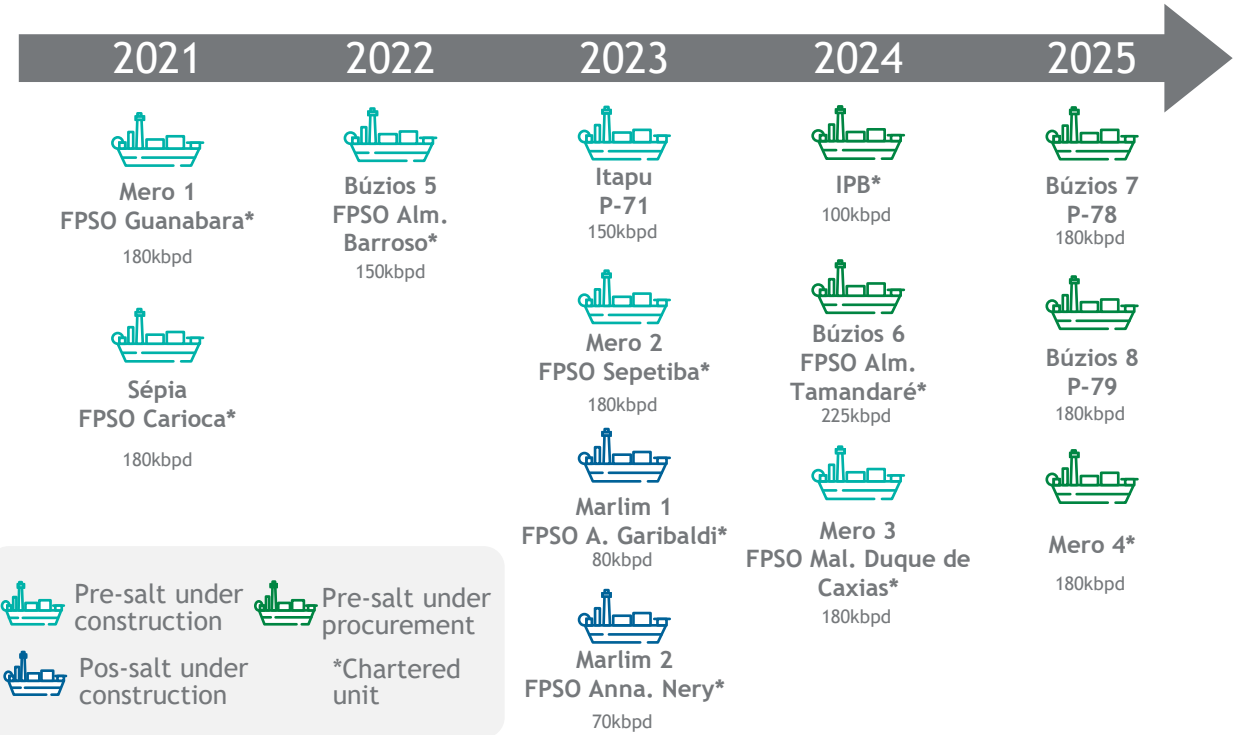 2021
2022
2023
2024
2025
Mero 1
FPSO Guanabara*
180kbpd
Sépia
FPSO Carioca*
180kbpd
Búzios 5
FPSO Alm.
Barroso*
150kbpd
Itapu
P-71
150kbpd
Mero 2
FPSO Sepetiba*
180kbpd
Marlim 1
FPSO A. Garibaldi*
80kbpd
Marlim 2
FPSO Anna. Nery*
70kbpd
IPB*
100kbpd
Búzios 6
FPSO Alm.
Tamandaré*
225kbpd
Mero 3
FPSO Mal. Duque de
Caxias*
180kbpd
Búzios 7
P-78
180kbpd
Búzios 8
P-79
180kbpd
Mero 4*
180kbpd
Pre-salt under
construction
Pre-salt under
procurement
Pos-salt under
construction
*Chartered
unit